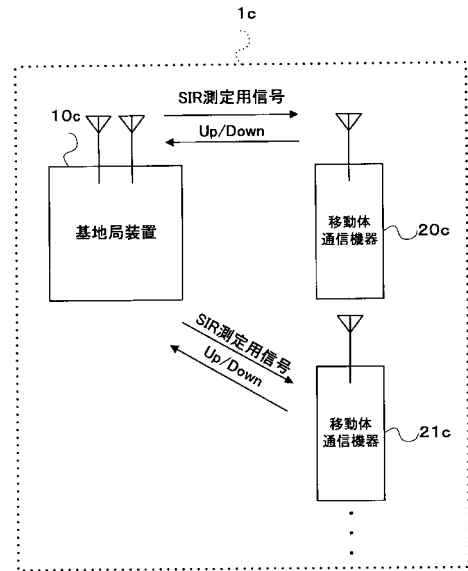 1c
SIR測定用信号
10c
Up/Down
基地局装置
移動体
通信機器
20c
SIR測定用信号
Up/Down
移動体
通信機器
21c